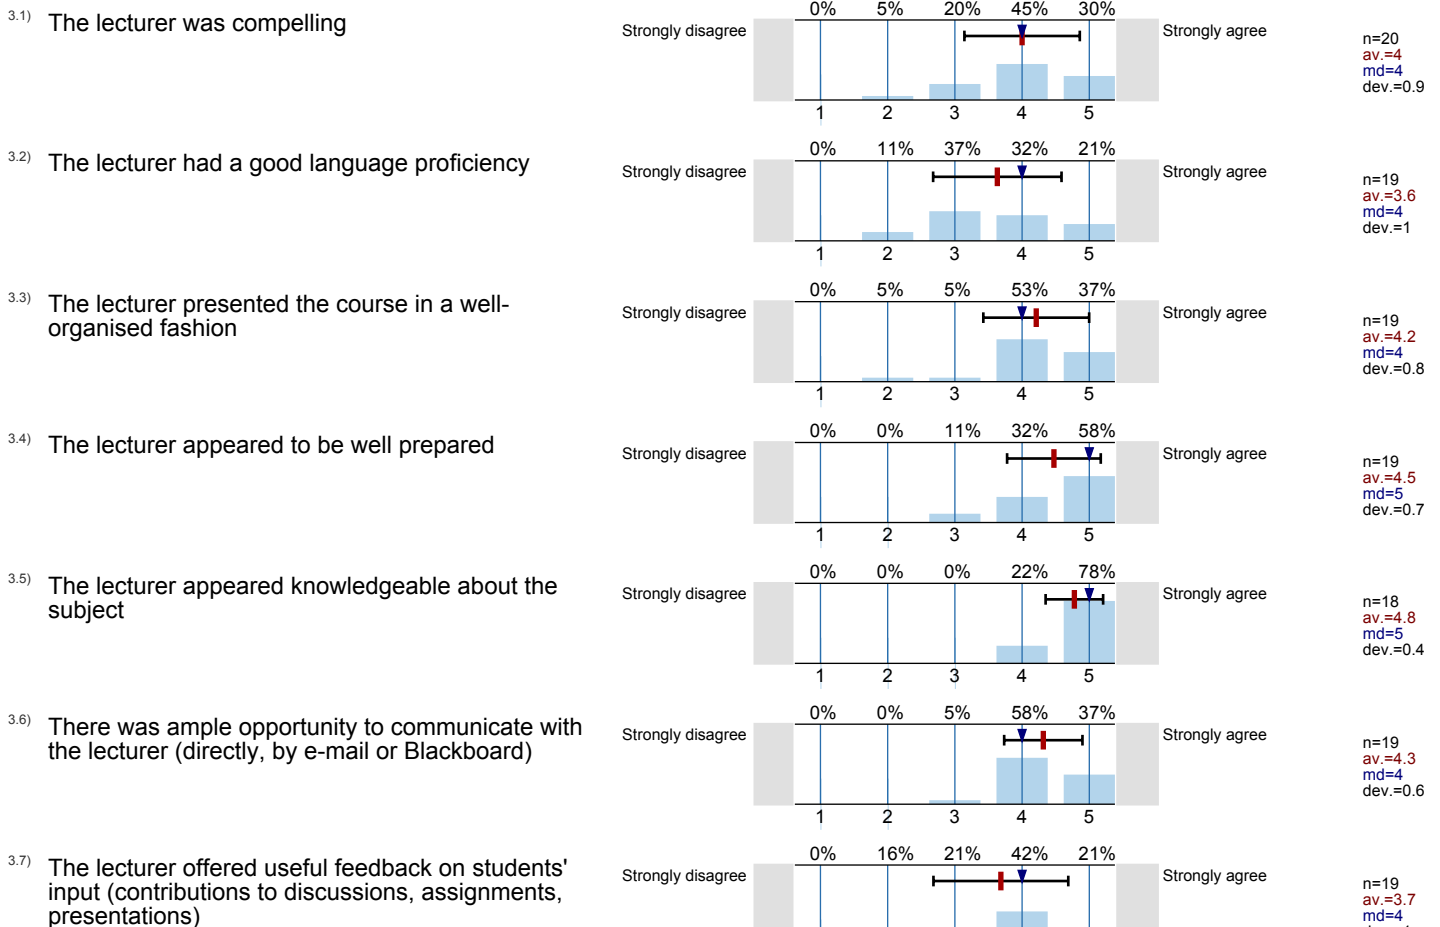 3.1) The lecturer was compelling
0% 5% 20% 45% 30%
Strongly disagree Strongly agree
n=20
av.=4
md=4
dev.=0.9
1 2 3 4 5
3.2) The lecturer had a good language proficiency
0% 11% 37% 32% 21%
Strongly disagree Strongly agree
n=19
av.=3.6
md=4
dev.=1
1 2 3 4 5
3.3) The lecturer presented the course in a well-
organised fashion
0% 5% 5% 53% 37%
Strongly disagree Strongly agree
n=19
av.=4.2
md=4
dev.=0.8
1 2 3 4 5
3.4) The lecturer appeared to be well prepared
0% 0% 11% 32% 58%
Strongly disagree Strongly agree
n=19
av.=4.5
md=5
dev.=0.7
1 2 3 4 5
3.5) The lecturer appeared knowledgeable about the
subject
0% 0% 0% 22% 78%
Strongly disagree Strongly agree
n=18
av.=4.8
md=5
dev.=0.4
1 2 3 4 5
3.6) There was ample opportunity to communicate with
the lecturer (directly, by e-mail or Blackboard)
0% 0% 5% 58% 37%
Strongly disagree Strongly agree
n=19
av.=4.3
md=4
dev.=0.6
1 2 3 4 5
3.7) The lecturer offered useful feedback on students'
input (contributions to discussions, assignments,
presentations)
0% 16% 21% 42% 21%
Strongly disagree Strongly agree
n=19
av.=3.7
md=4